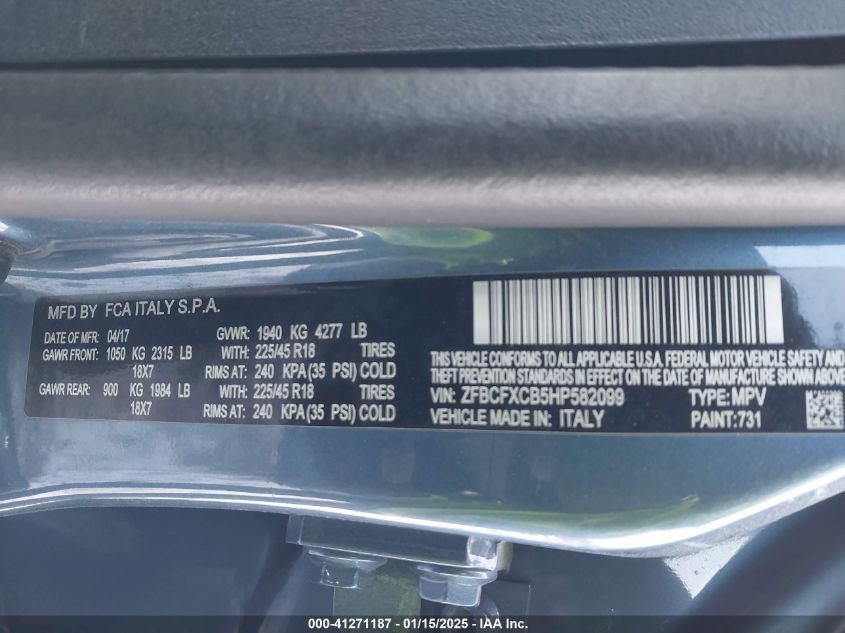 MFD BY FCA ITALY S.P.A.
DATE OF MFR: 04/17 GVWR: 1940 KG 4277 LB
GAWR FRONT: 1050 KG 2315 LB WITH: 225/45 R18 TIRES
18X7 RIMS AT: 240 KPA (35 PSI) COLD
GAWR REAR: 900 KG 1984 LB WITH: 225/45 R18 TIRES
18X7 RIMS AT: 240 KPA (35 PSI) COLD
THIS VEHICLE CONFORMS TO ALL APPLICABLE U.S.A. FEDERAL MOTOR VEHICLE SAFETY AND
THEFT PREVENTION STANDARDS IN EFFECT ON THE DATE OF MANUFACTURE SHOWN ABOVE
VIN: ZFBCFXCB5HP582099 TYPE: MPV
VEHICLE MADE IN: ITALY PAINT: 731
000-41271187 - 01/15/2025 - IAA Inc.